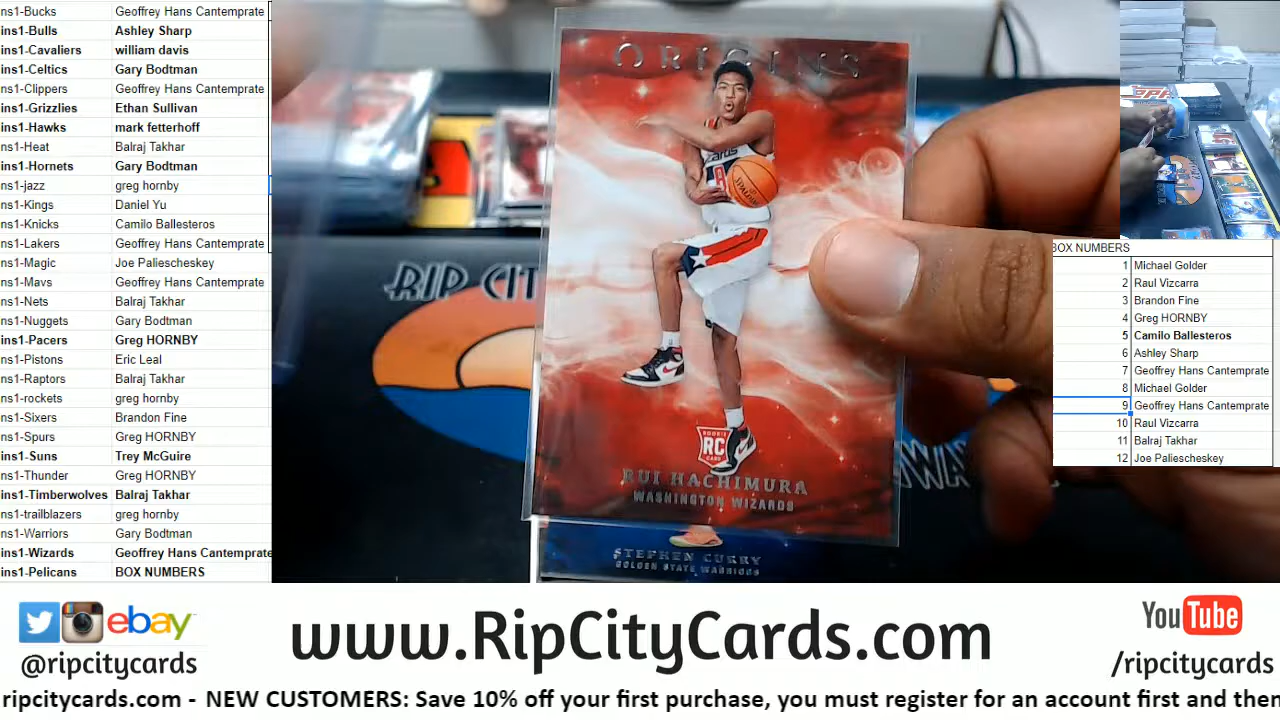 ns1-Bucks Geoffrey Hans Cantemprate
ins1-Bulls Ashley Sharp
ins1-Cavaliers william davis
ins1-Celtics Gary Bodtman
ns1-Clippers Geoffrey Hans Cantemprate
ins1-Grizzlies Ethan Sullivan
ins1-Hawks mark fetterhoff
ns1-Heat Balraj Takhar
ins1-Hornets Gary Bodtman
ns1-jazz greg hornby
ns1-Kings Daniel Yu
ns1-Knicks Camilo Ballesteros
ns1-Lakers Geoffrey Hans Cantemprate
ns1-Magic Joe Paliescheskey
ns1-Mavs Geoffrey Hans Cantemprate
ns1-Nets Balraj Takhar
ns1-Nuggets Gary Bodtman
ins1-Pacers Greg HORNBY
ns1-Pistons Eric Leal
ns1-Raptors Balraj Takhar
ns1-rockets greg hornby
ns1-Sixers Brandon Fine
ns1-Spurs Greg HORNBY
ins1-Suns Trey McGuire
ns1-Thunder Greg HORNBY
ins1-Timberwolves Balraj Takhar
ns1-trailblazers greg hornby
ns1-Warriors Gary Bodtman
ins1-Wizards Geoffrey Hans Cantemprate
ins1-Pelicans BOX NUMBERS
ORIGINS
8
SPALDING
ROOKIE
RC
CARD
RUI HACHIMURA
WASHINGTON WIZARDS
STEPHEN CURRY
GOLDEN STATE WARRIORS
RIP CIT
BOX NUMBERS
1 Michael Golder
2 Raul Vizcarra
3 Brandon Fine
4 Greg HORNBY
5 Camilo Ballesteros
6 Ashley Sharp
7 Geoffrey Hans Cantemprate
8 Michael Golder
9 Geoffrey Hans Cantemprate
10 Raul Vizcarra
11 Balraj Takhar
12 Joe Paliescheskey
ebay
@ripcitycards
www.RipCityCards.com
YouTube
/ripcitycards
ripcitycards.com - NEW CUSTOMERS: Save 10% off your first purchase, you must register for an account first and then